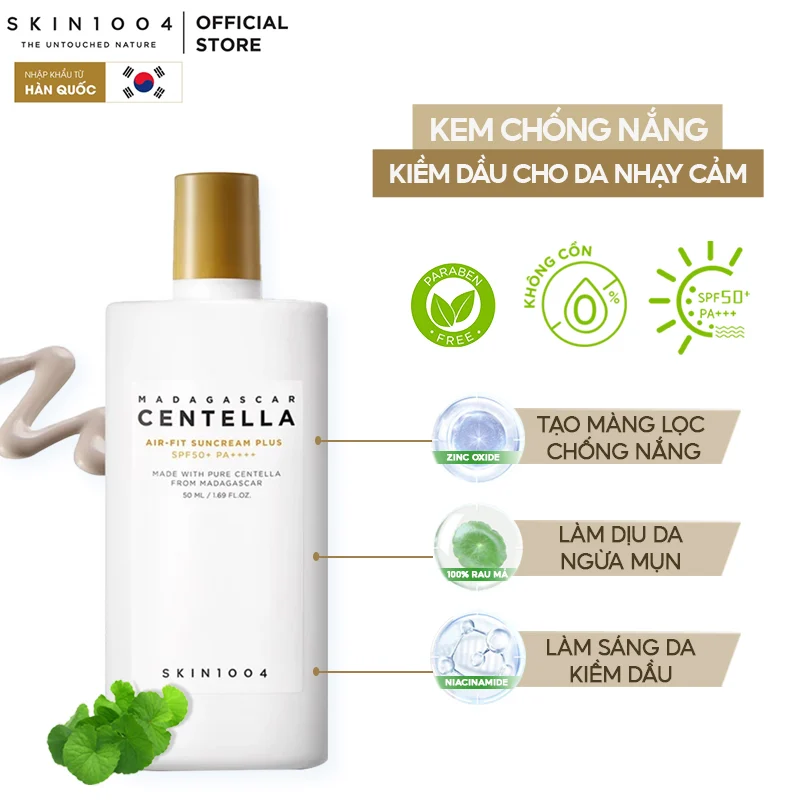 SKIN1004
THE UNTOUCHED NATURE
OFFICIAL
STORE
NHẬP KHẨU TỪ
HÀN QUỐC
KEM CHỐNG NẮNG
KIỀM DẦU CHO DA NHẠY CẢM
PARABEN
FREE
KHÔNG CỒN
0
%
SPF50+
PA+++
MADAGASCAR
CENTELLA
AIR-FIT SUNCREAM PLUS
SPF50+ PA++++
MADE WITH PURE CENTELLA
FROM MADAGASCAR
50 ML / 1.69 FL.OZ.
SKIN1004
ZINC OXIDE
TẠO MÀNG LỌC
CHỐNG NẮNG
100% RAU MÁ
LÀM DỊU DA
NGỪA MỤN
NIACINAMIDE
LÀM SÁNG DA
KIỀM DẦU